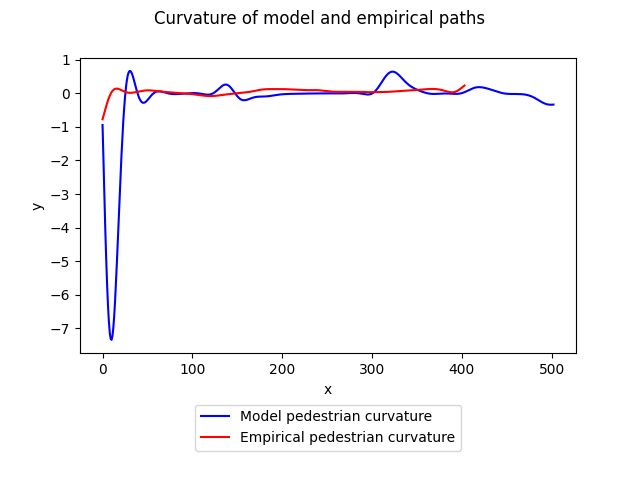 Curvature of model and empirical paths
1
0
−1
−2
−3
−4
−5
−6
−7
y
0 100 200 300 400 500
x
Model pedestrian curvature
Empirical pedestrian curvature